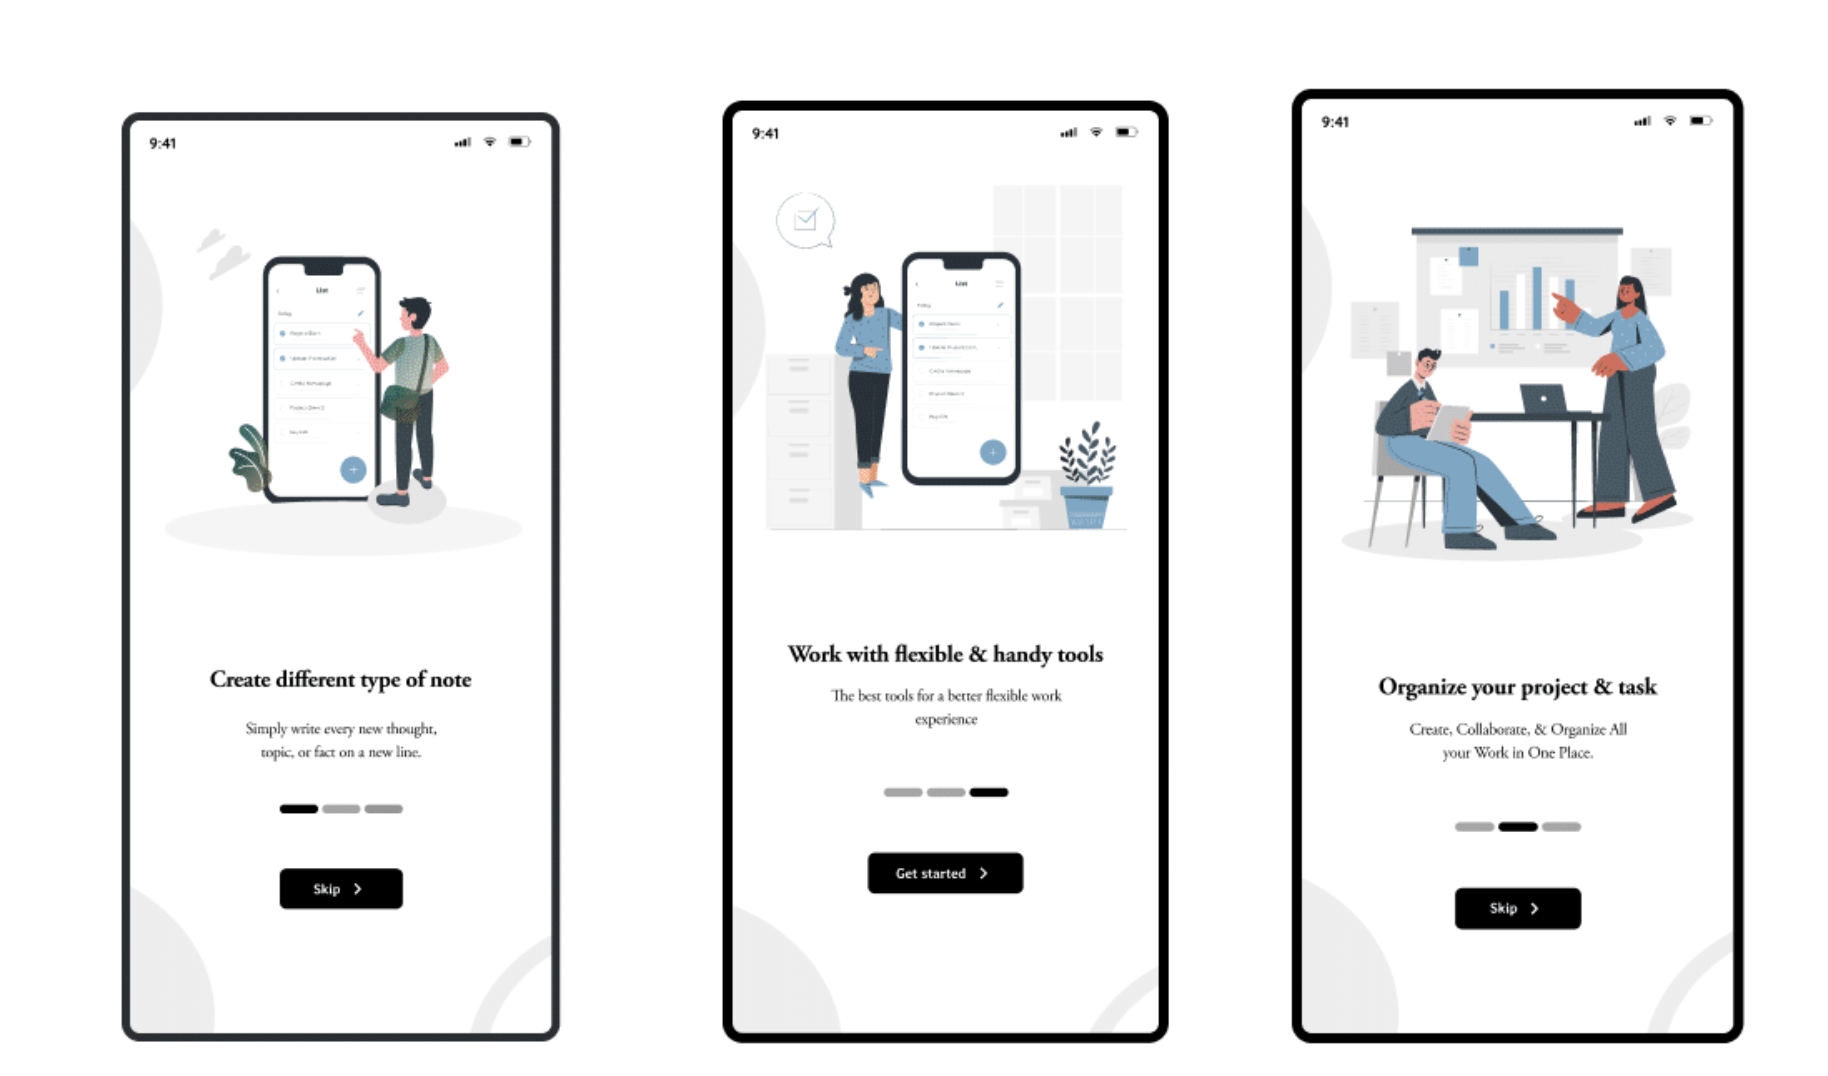 9:41
List
Today
Create different type of note
Simply write every new thought,
topic, or fact on a new line.
Skip
9:41
List
Today
Work with flexible & handy tools
The best tools for a better flexible work
experience
Get started
9:41
Organize your project & task
Create, Collaborate, & Organize All
your Work in One Place.
Skip